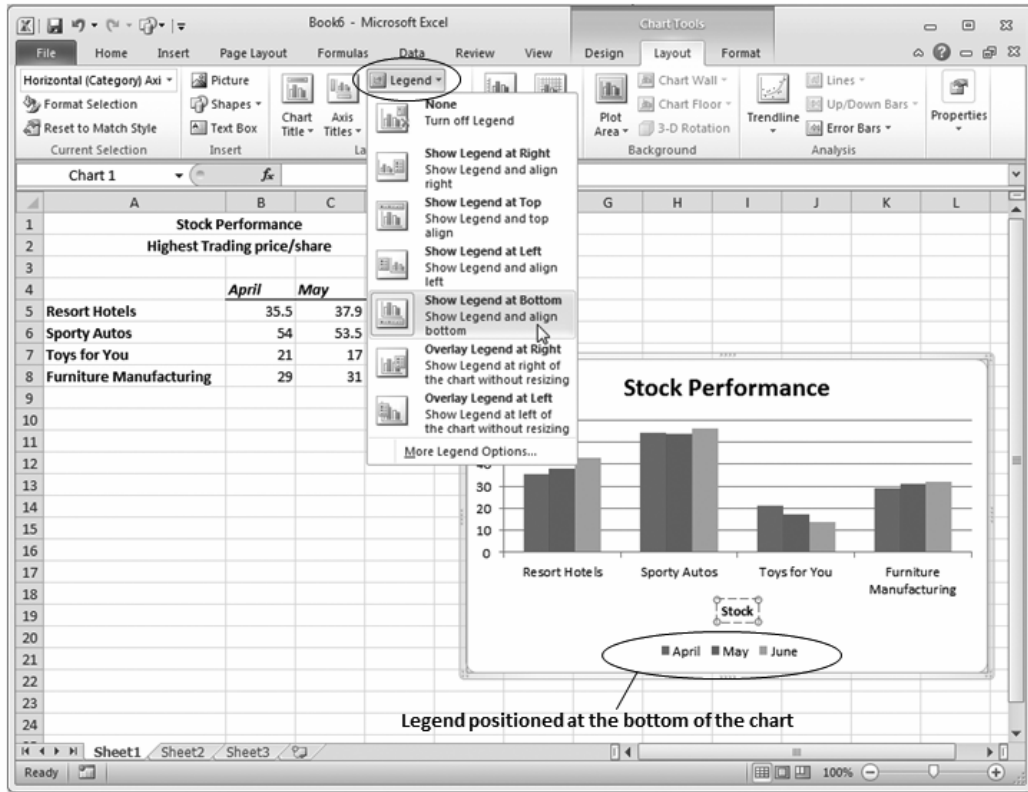 Book6 - Microsoft Excel
Chart Tools
File Home Insert Page Layout Formulas Data Review View Design Layout Format
Horizontal (Category) Axi
Format Selection
Reset to Match Style
Current Selection
Picture
Shapes
Text Box
Insert
Chart Title
Axis Titles
La
Legend
Plot Area
Chart Wall
Chart Floor
3-D Rotation
Background
Trendline
Lines
Up/Down Bars
Error Bars
Analysis
Properties
None
Turn off Legend
Show Legend at Right
Show Legend and align
right
Show Legend at Top
Show Legend and top
align
Show Legend at Left
Show Legend and align
left
Show Legend at Bottom
Show Legend and align
bottom
Overlay Legend at Right
Show Legend at right of
the chart without resizing
Overlay Legend at Left
Show Legend at left of
the chart without resizing
More Legend Options...
Chart 1 fx
A B C G H I J K L
1 Stock Performance
2 Highest Trading price/share
3
4 April May
5 Resort Hotels 35.5 37.9
6 Sporty Autos 54 53.5
7 Toys for You 21 17
8 Furniture Manufacturing 29 31
9
10
11
12
13
14
15
16
17
18
19
20
21
22
23
24
Stock Performance
30
20
10
0
Resort Hotels Sporty Autos Toys for You Furniture
Manufacturing
Stock
April May June
Legend positioned at the bottom of the chart
Sheet1 Sheet2 Sheet3
Ready 100%